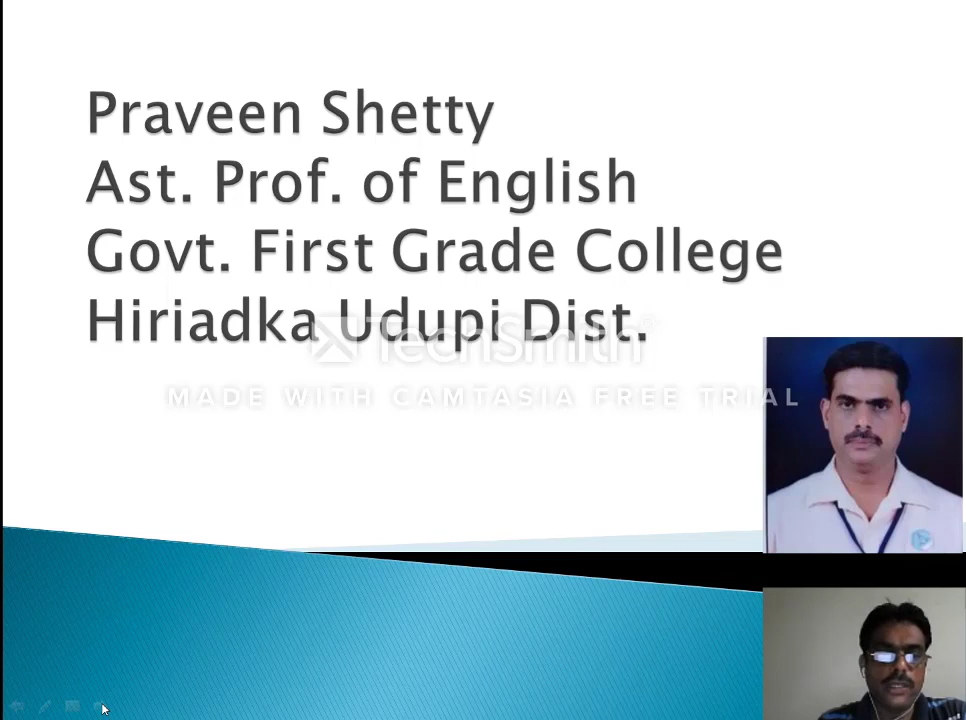 Praveen Shetty
Ast. Prof. of English
Govt. First Grade College
Hiriadka Udupi Dist.
TechSmith®
MADE WITH CAMTASIA FREE TRIAL